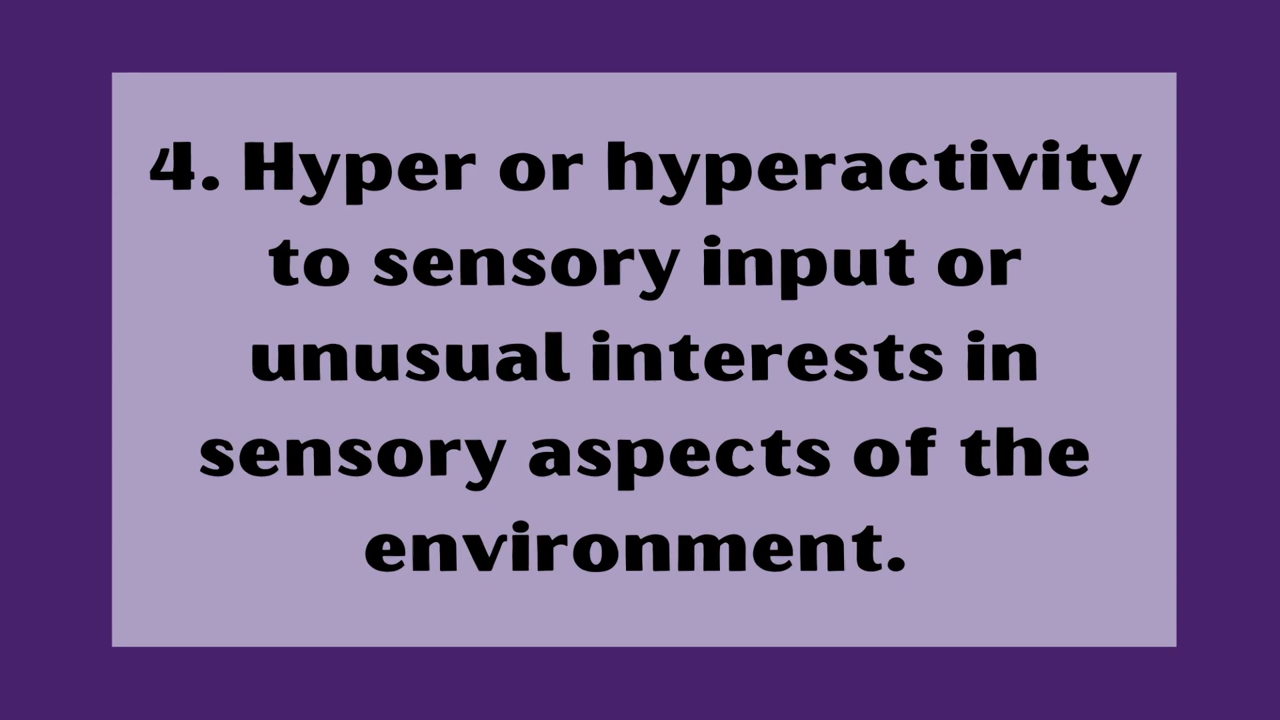 4. Hyper or hyperactivity
to sensory input or
unusual interests in
sensory aspects of the
environment.